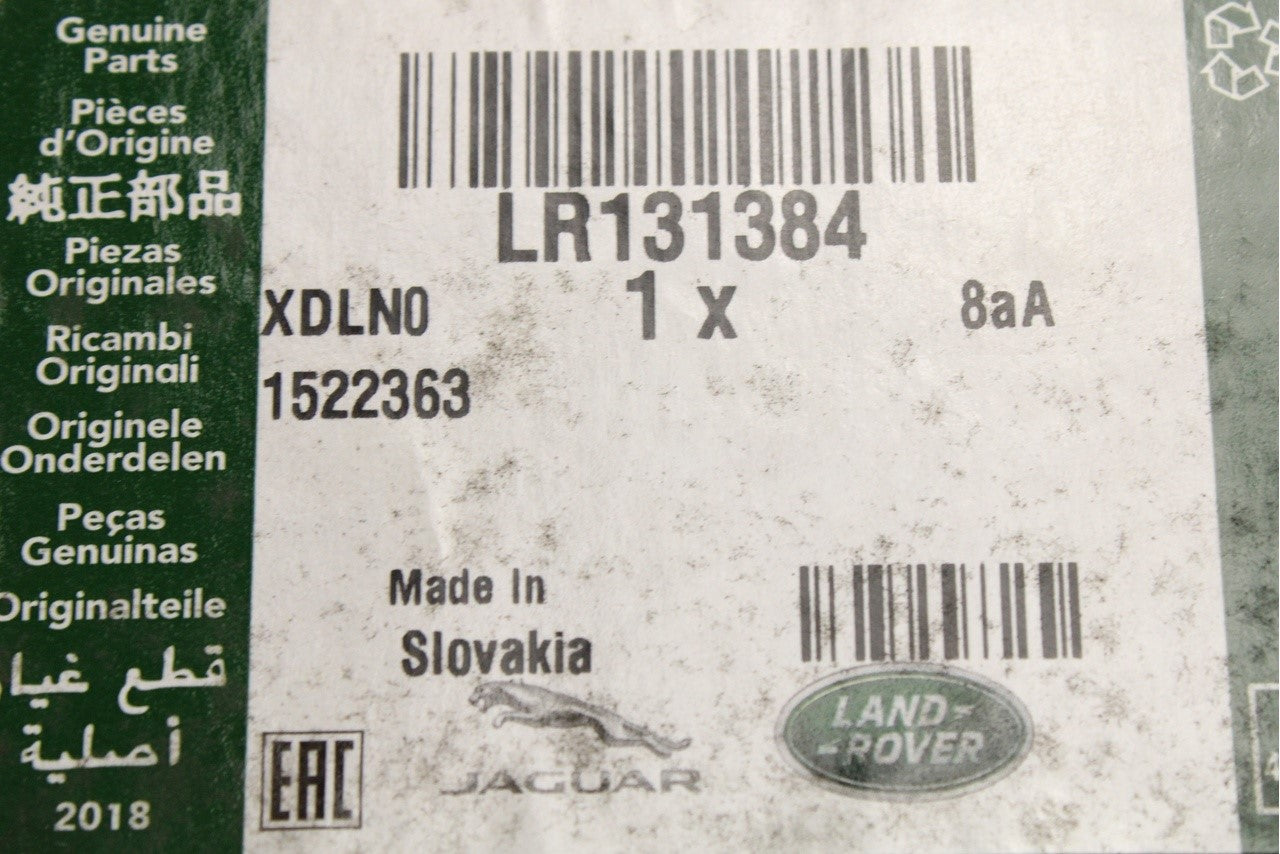 Genuine
Parts
Pièces
d'Origine
純正部品
Piezas
Originales
Ricambi
Originali
Originele
Onderdelen
Peças
Genuinas
Originalteile
قطع غيار
أصلية
2018
LR131384
XDLN0
1 x
8aA
1522363
Made In
Slovakia
JAGUAR
LAND-
-ROVER
EAC